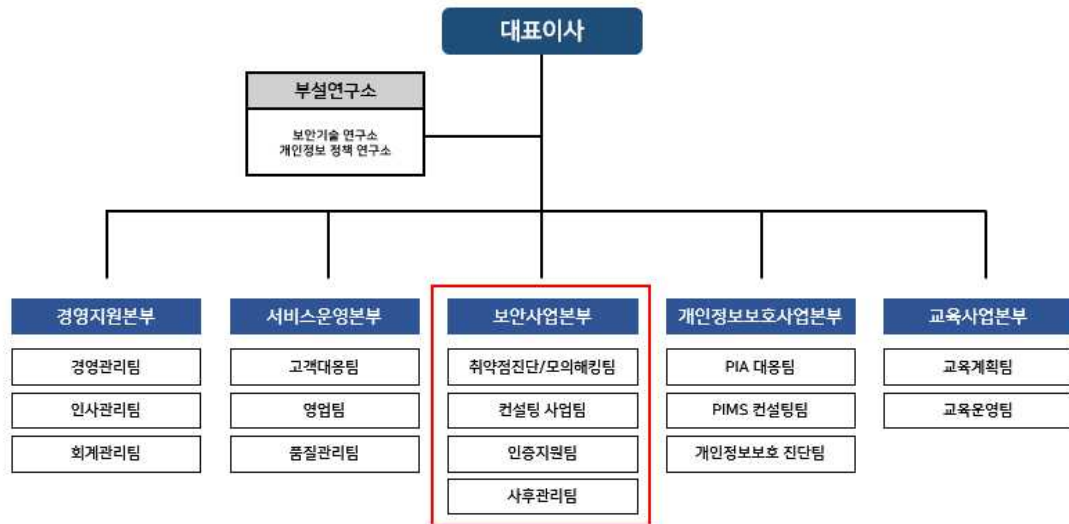 대표이사
부설연구소
보안기술 연구소
개인정보 정책 연구소
경영지원본부
경영관리팀
인사관리팀
회계관리팀
서비스운영본부
고객대응팀
영업팀
품질관리팀
보안사업본부
취약점진단/모의해킹팀
컨설팅 사업팀
인증지원팀
사후관리팀
개인정보보호사업본부
PIA 대응팀
PIMS 컨설팅팀
개인정보보호 진단팀
교육사업본부
교육계획팀
교육운영팀